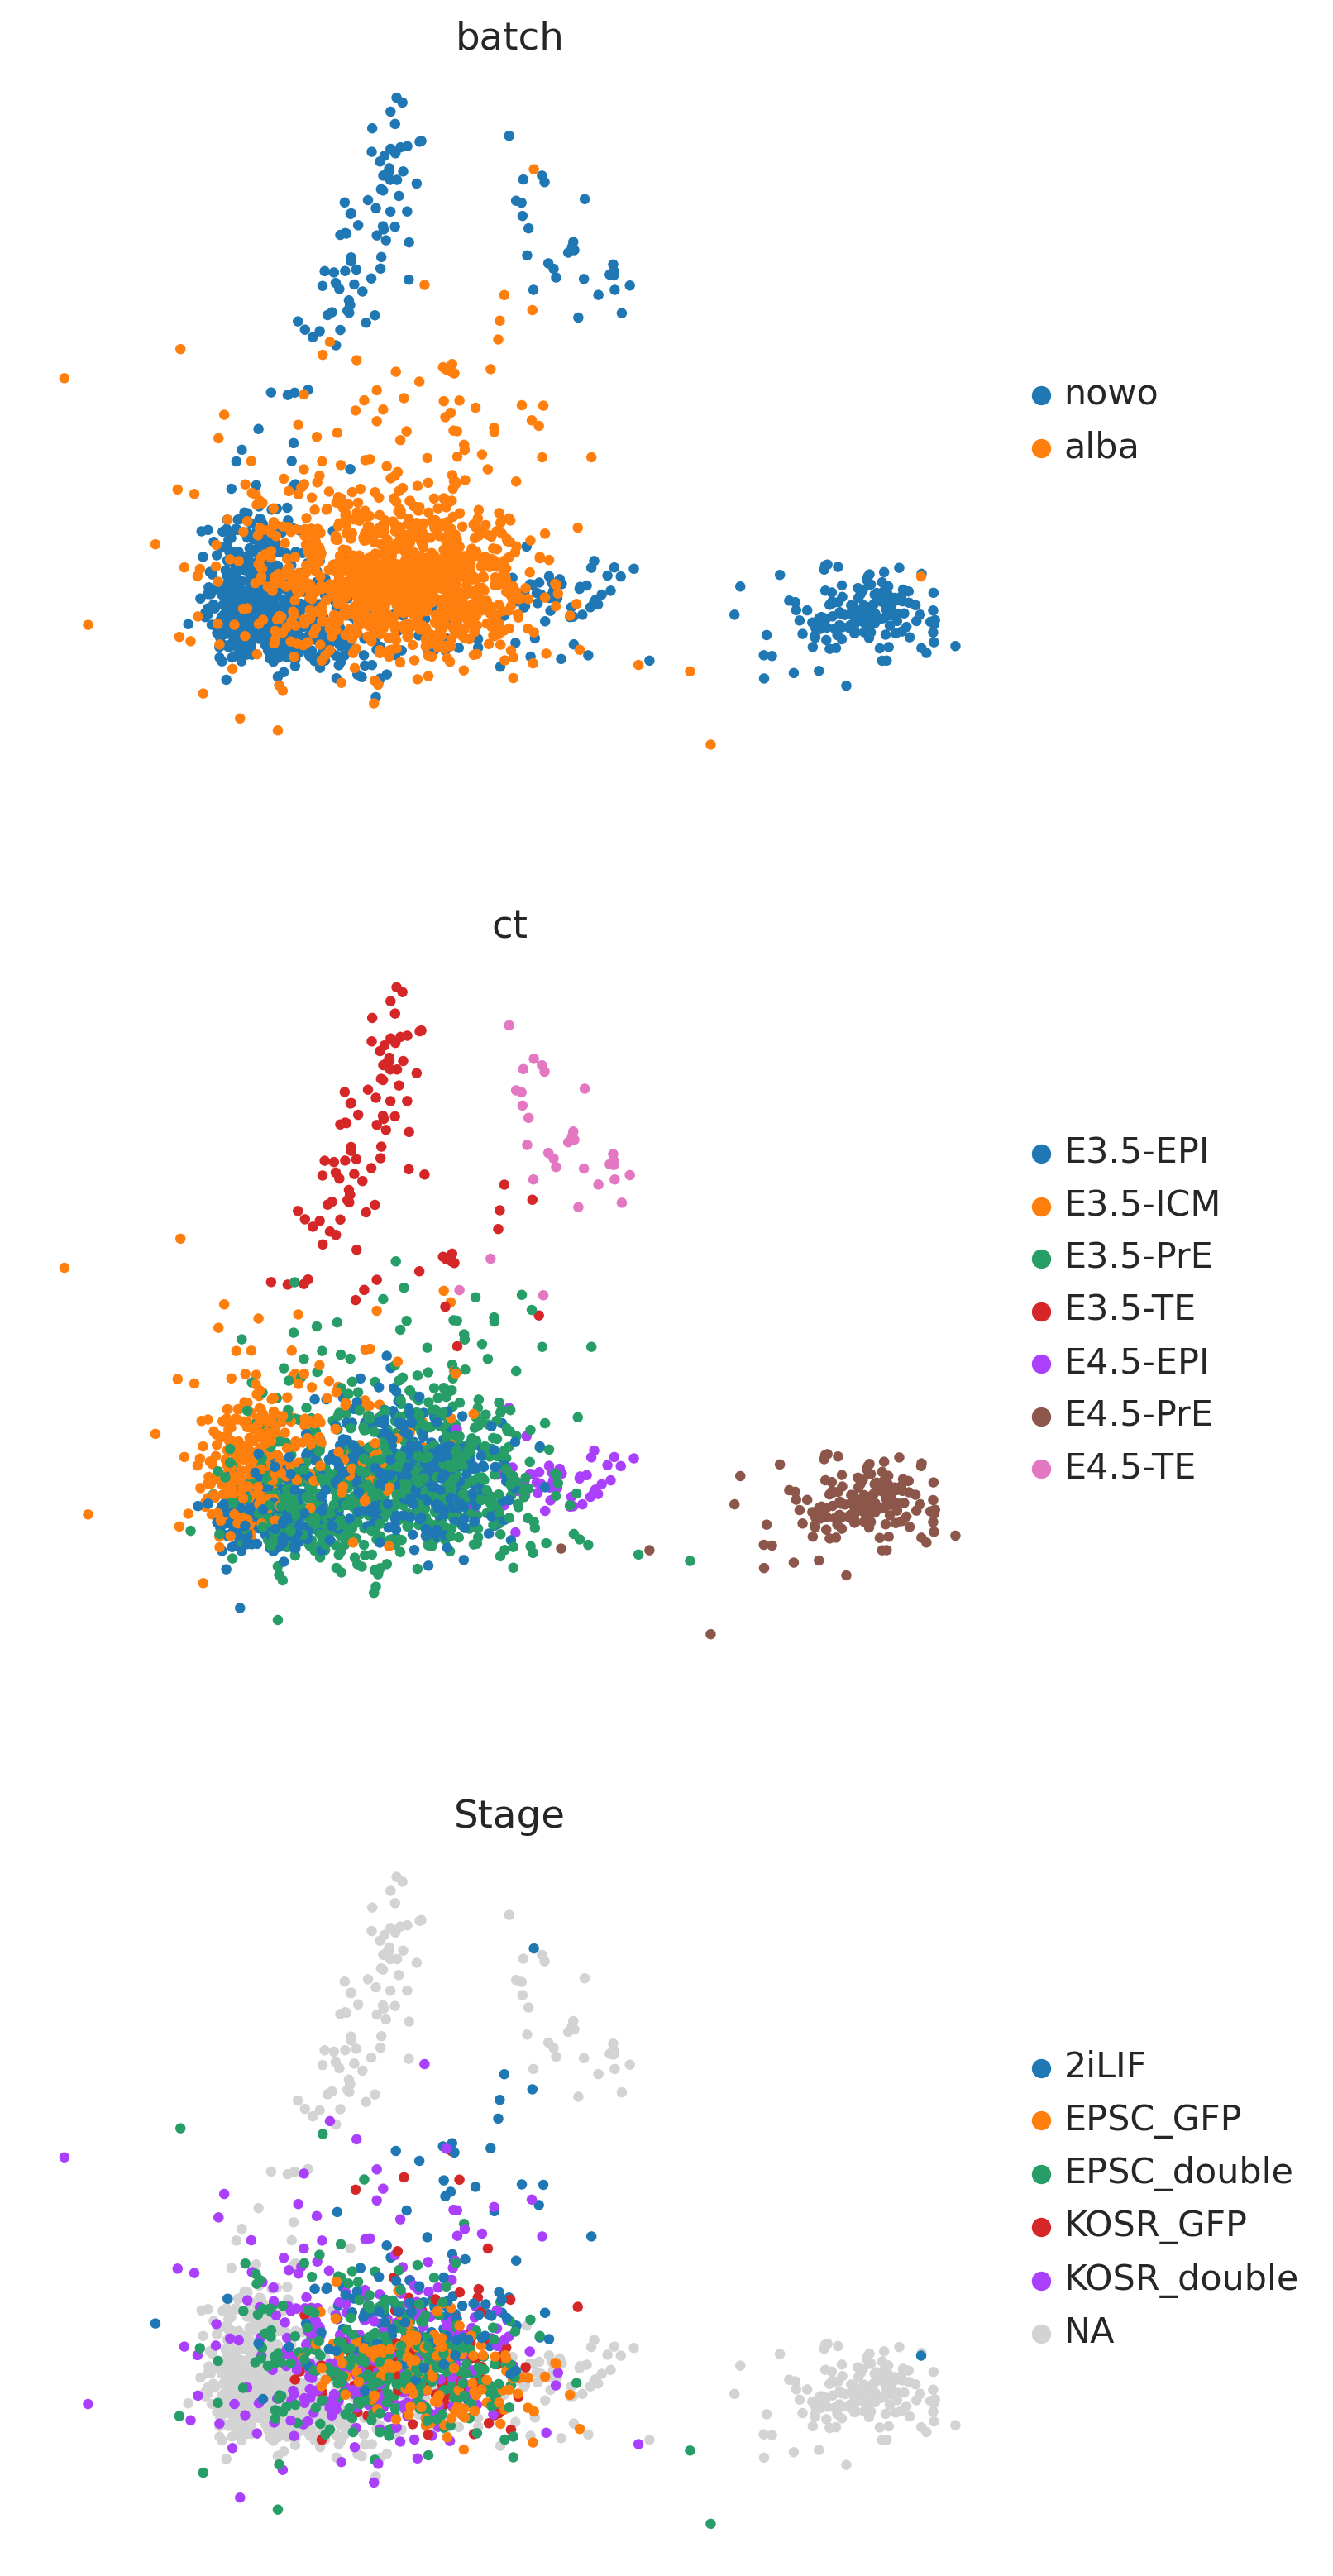 batch
nowo
alba
ct
E3.5-EPI
E3.5-ICM
E3.5-PrE
E3.5-TE
E4.5-EPI
E4.5-PrE
E4.5-TE
Stage
2iLIF
EPSC_GFP
EPSC_double
KOSR_GFP
KOSR_double
NA